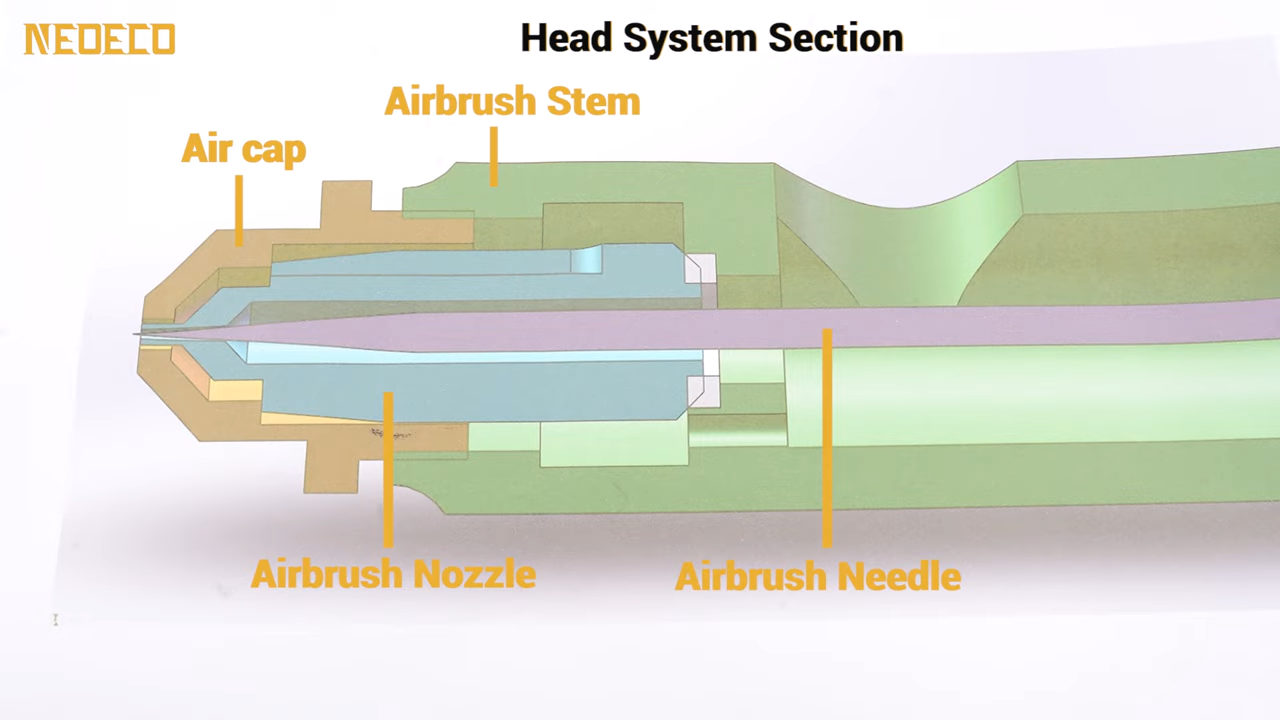 NEOECO
Head System Section
Airbrush Stem
Air cap
Airbrush Nozzle
Airbrush Needle